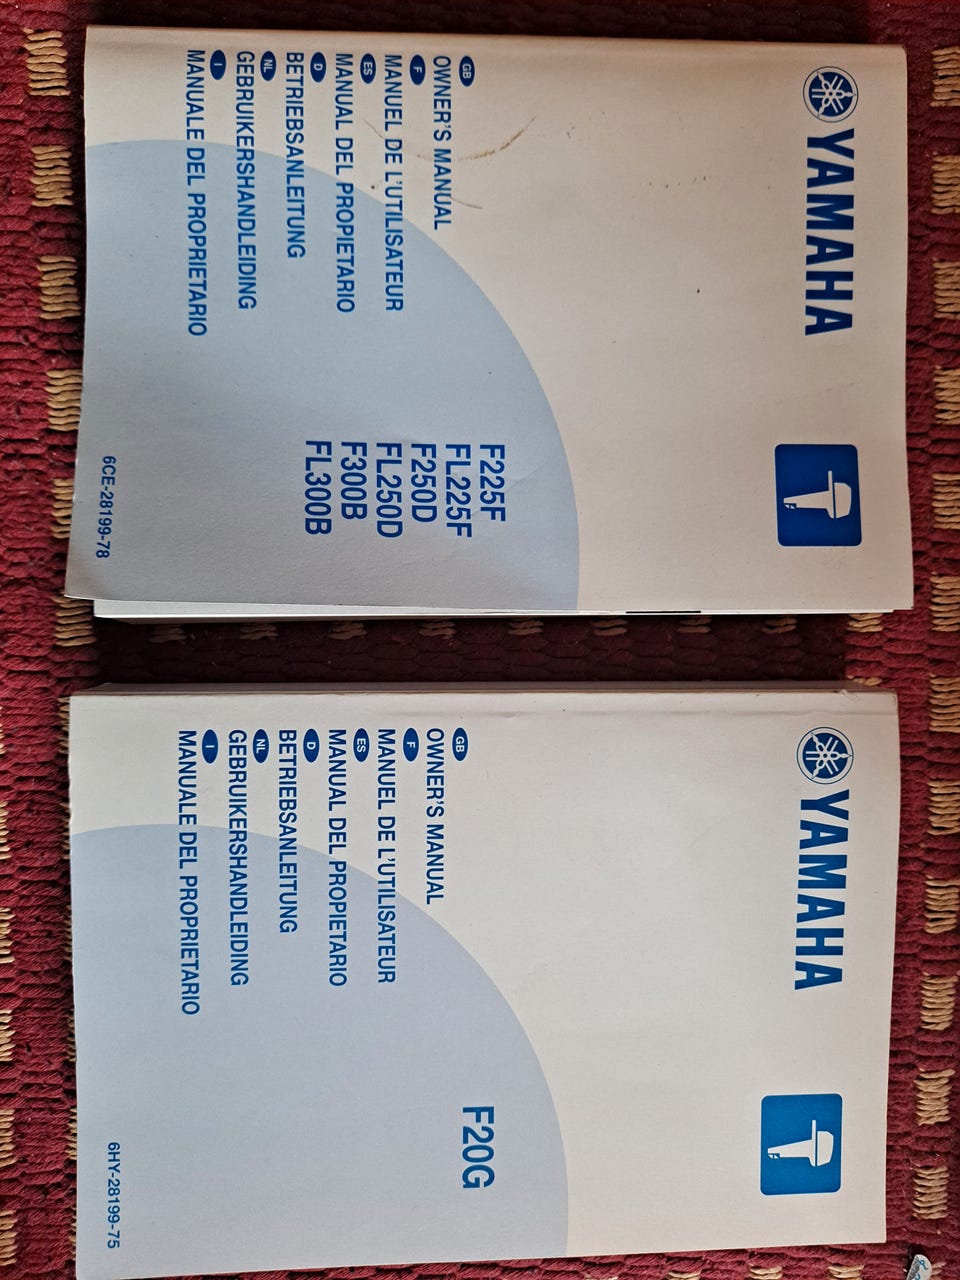 YAMAHA
GB
OWNER'S MANUAL
F
MANUEL DE L'UTILISATEUR
ES
MANUAL DEL PROPIETARIO
D
BETRIEBSANLEITUNG
NL
GEBRUIKERSHANDLEIDING
I
MANUALE DEL PROPRIETARIO
F225F
FL225F
F250D
FL250D
F300B
FL300B
6CE-28199-78
YAMAHA
GB
OWNER'S MANUAL
F
MANUEL DE L'UTILISATEUR
ES
MANUAL DEL PROPIETARIO
D
BETRIEBSANLEITUNG
NL
GEBRUIKERSHANDLEIDING
I
MANUALE DEL PROPRIETARIO
F20G
6HY-28199-75